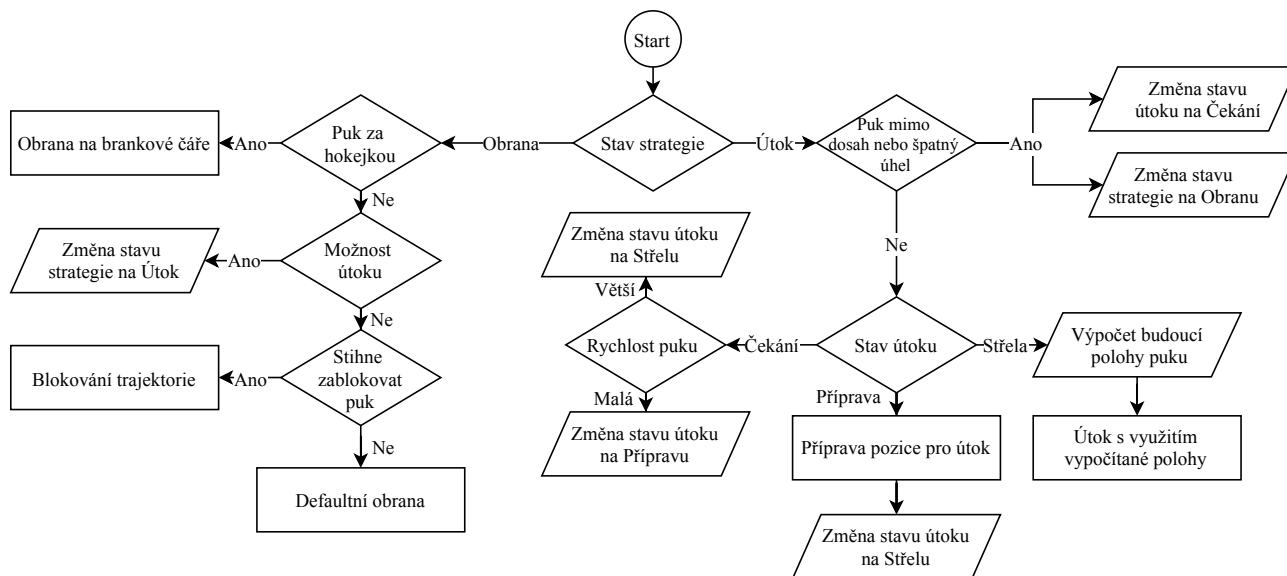 Start
Změna stavu
útoku na Čekání
Obrana na brankové čáře
Ano
Puk za
hokejkou
Obrana
Stav strategie
Útok
Puk mimo
dosah nebo špatný
úhel
Ano
Změna stavu
strategie na Obranu
Ne
Změna stavu
strategie na Útok
Ano
Možnost
útoku
Změna stavu útoku
na Střelu
Ne
Větší
Ne
Blokování trajektorie
Ano
Stihne
zablokovat
puk
Rychlost puku
Čekání
Stav útoku
Střela
Výpočet budoucí
polohy puku
Malá
Příprava
Ne
Změna stavu útoku
na Přípravu
Příprava pozice pro útok
Útok s využitím
vypočítané polohy
Defaultní obrana
Změna stavu útoku
na Střelu